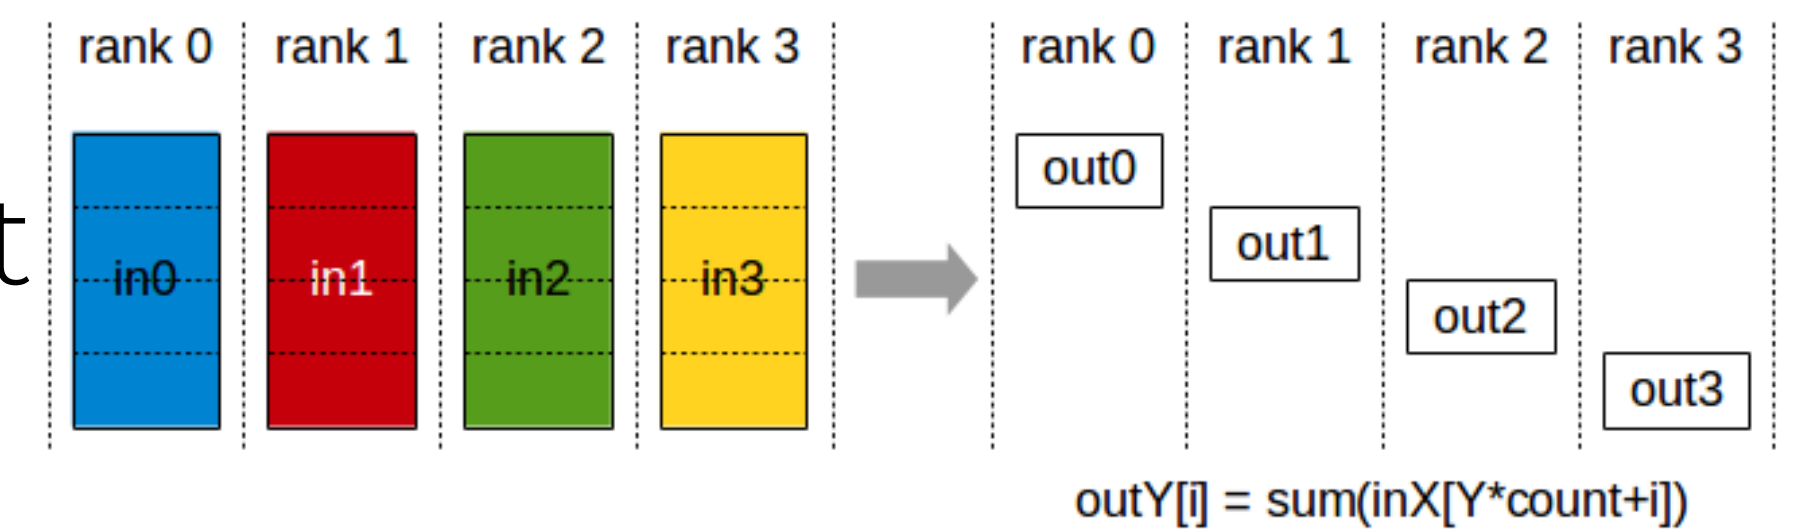 rank 0 rank 1 rank 2 rank 3 rank 0 rank 1 rank 2 rank 3
out0
out1
t
in0 in1 in2 in3
out2
out3
outY[i] = sum(inX[Y*count+i])